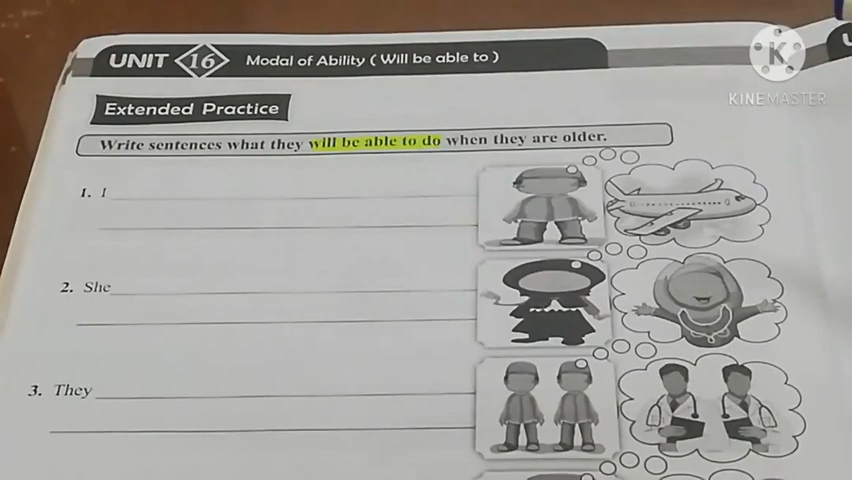 UNIT 16 Modal of Ability ( Will be able to )
K
KINEMASTER
Extended Practice
Write sentences what they will be able to do when they are older.
1. I
2. She
3. They